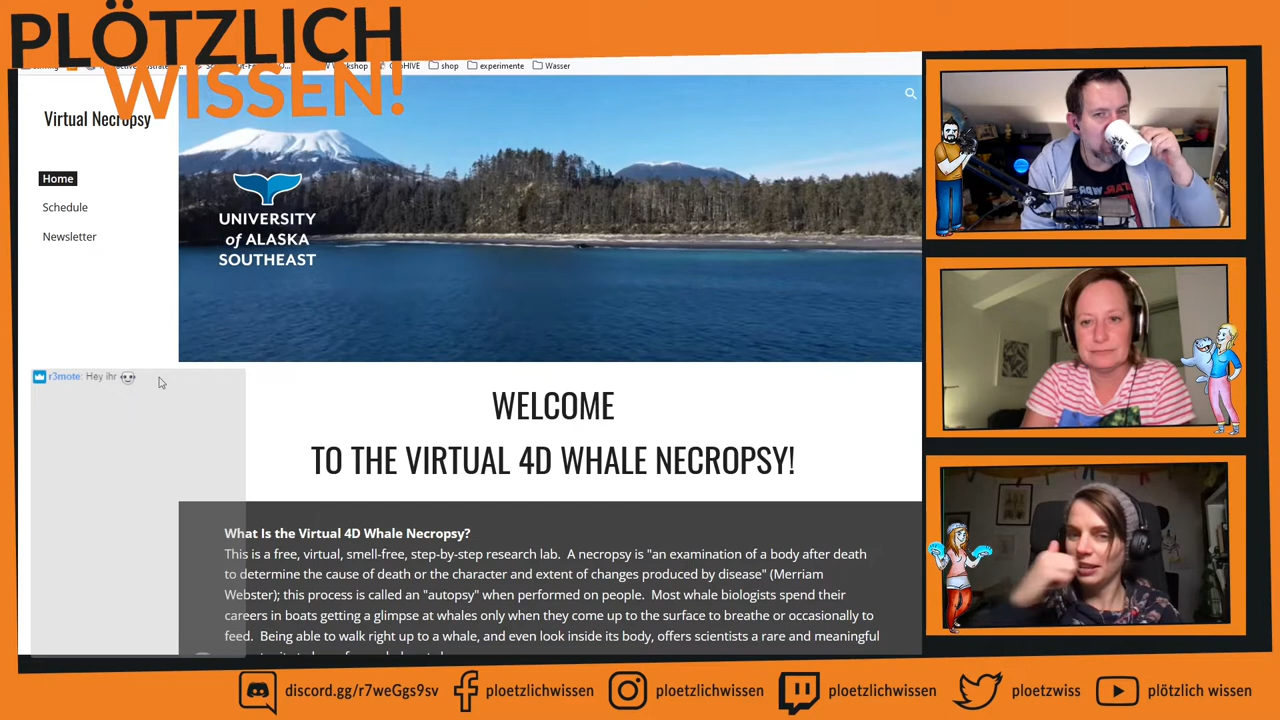 PLÖTZLICH
WISSEN!
shop
experimente
Wasser
Virtual Necropsy
Home
Schedule
Newsletter
UNIVERSITY
of ALASKA
SOUTHEAST
r3mote: Hey ihr
WELCOME
TO THE VIRTUAL 4D WHALE NECROPSY!
What Is the Virtual 4D Whale Necropsy?
This is a free, virtual, smell-free, step-by-step research lab. A necropsy is "an examination of a body after death
to determine the cause of death or the character and extent of changes produced by disease" (Merriam
Webster); this process is called an "autopsy" when performed on people. Most whale biologists spend their
careers in boats getting a glimpse at whales only when they come up to the surface to breathe or occasionally to
feed. Being able to walk right up to a whale, and even look inside its body, offers scientists a rare and meaningful
discord.gg/r7weGgs9sv
ploetzlichwissen
ploetzlichwissen
ploetzlichwissen
ploetzwiss
plötzlich wissen